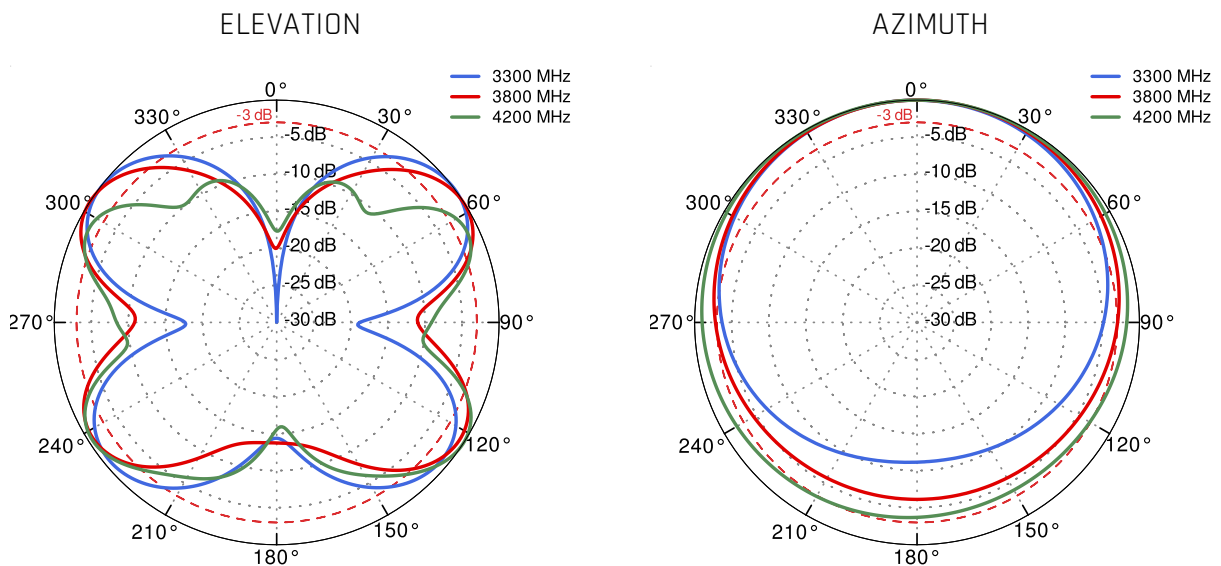 ELEVATION
3300 MHz
3800 MHz
4200 MHz
0°
330°
-3 dB
30°
-5 dB
-10 dB
300°
60°
-15 dB
-20 dB
-25 dB
270°
-30 dB
90°
240°
120°
210°
150°
180°
AZIMUTH
3300 MHz
3800 MHz
4200 MHz
0°
330°
-3 dB
30°
-5 dB
-10 dB
300°
60°
-15 dB
-20 dB
-25 dB
270°
-30 dB
90°
240°
120°
210°
150°
180°